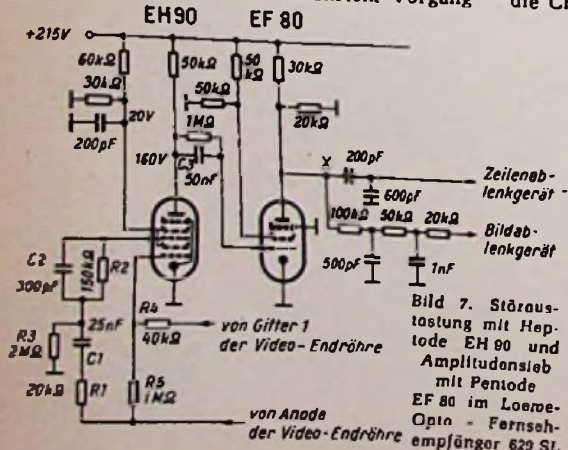 Vorgang die
EH90 EF 80
+215V
60kΩ 50kΩ 50 kΩ 30kΩ
30kΩ 50kΩ
20V 1MΩ 20kΩ
200pF 160V C3
50nF
X 200pF
Zeilenab-
lenkgerät
600pF
100kΩ 50kΩ 20kΩ
Bildab-
lenkgerät
500pF 1nF
C2 150kΩ R2
300pF
25nF R4
von Gitter 1
40kΩ der Video-Endröhre
R3 C1
2MΩ
20kΩ R1 R5
1MΩ
von Anode
der Video-Endröhre
Bild 7. Störaus-
tastung mit Hep-
tode EH 90 und
Amplitudensieb
mit Pentode
EF 80 im Loewe-
Opta - Fernseh-
empfänger 629 SL